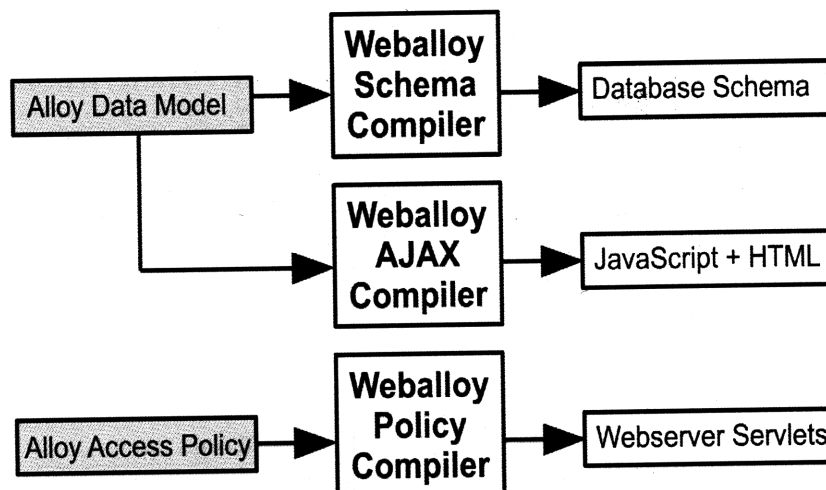 Weballoy
Schema
Compiler
Alloy Data Model
Database Schema
Weballoy
AJAX
Compiler
JavaScript + HTML
Weballoy
Policy
Compiler
Alloy Access Policy
Webserver Servlets